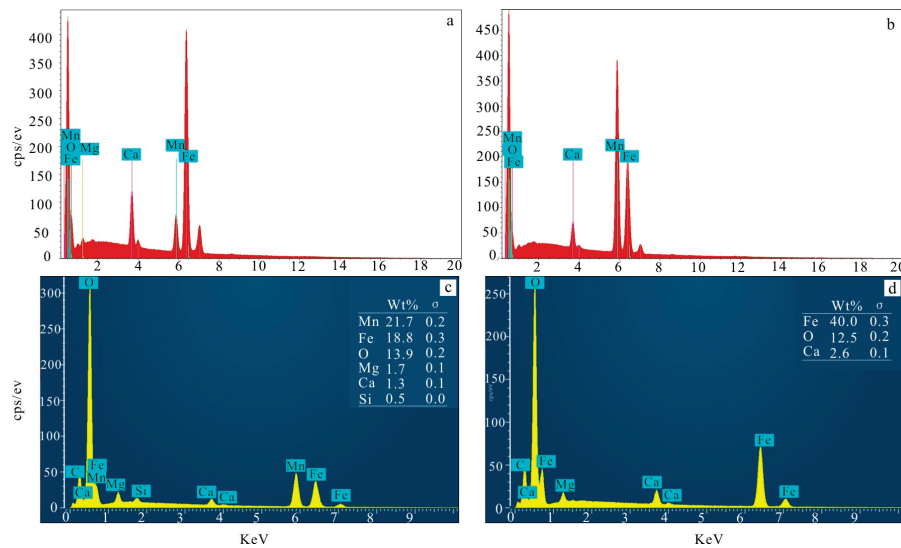 a
400
350
300
250
200
150
100
50
0
cps/ev
Mn
O
Fe
Mg
Ca
Mn
Fe
2 4 6 8 10 12 14 16 18 20
b
450
400
350
300
250
200
150
100
50
0
Mn
O
Fe
Ca
Mn
Fe
2 4 6 8 10 12 14 16 18 20
c
300
250
200
150
100
50
0
cps/ev
O
C
Ca
Fe
Mn
Mg
Si
Ca
Ca
Mn
Fe
Fe
Wt% σ
Mn 21.7 0.2
Fe 18.8 0.3
O 13.9 0.2
Mg 1.7 0.1
Ca 1.3 0.1
Si 0.5 0.0
0 1 2 3 4 5 6 7 8 9
KeV
d
250
200
150
100
50
0
O
C
Ca
Fe
Mg
Ca
Ca
Fe
Fe
Wt% σ
Fe 40.0 0.3
O 12.5 0.2
Ca 2.6 0.1
0 1 2 3 4 5 6 7 8 9
KeV